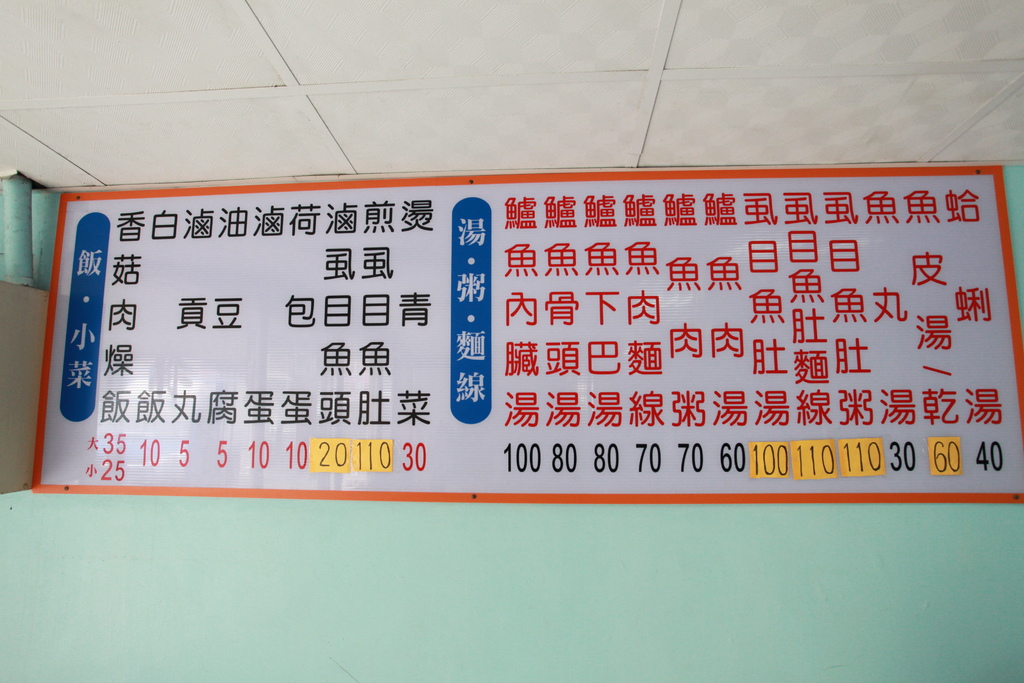 飯・小菜
香菇肉燥飯 大35 小25
白飯 10
滷貢丸 5
油豆腐 5
滷蛋 10
荷包蛋 10
滷虱目魚頭 20
煎虱目魚肚 110
燙青菜 30
湯・粥・麵線
鱸魚內臟湯 100
鱸魚骨頭湯 80
鱸魚下巴湯 80
鱸魚肉麵線 70
鱸魚肉粥 70
鱸魚肉湯 60
虱目魚肚湯 100
虱目魚肚麵線 110
虱目魚肚粥 110
魚丸湯 30
魚皮湯/乾 60
蛤蜊湯 40